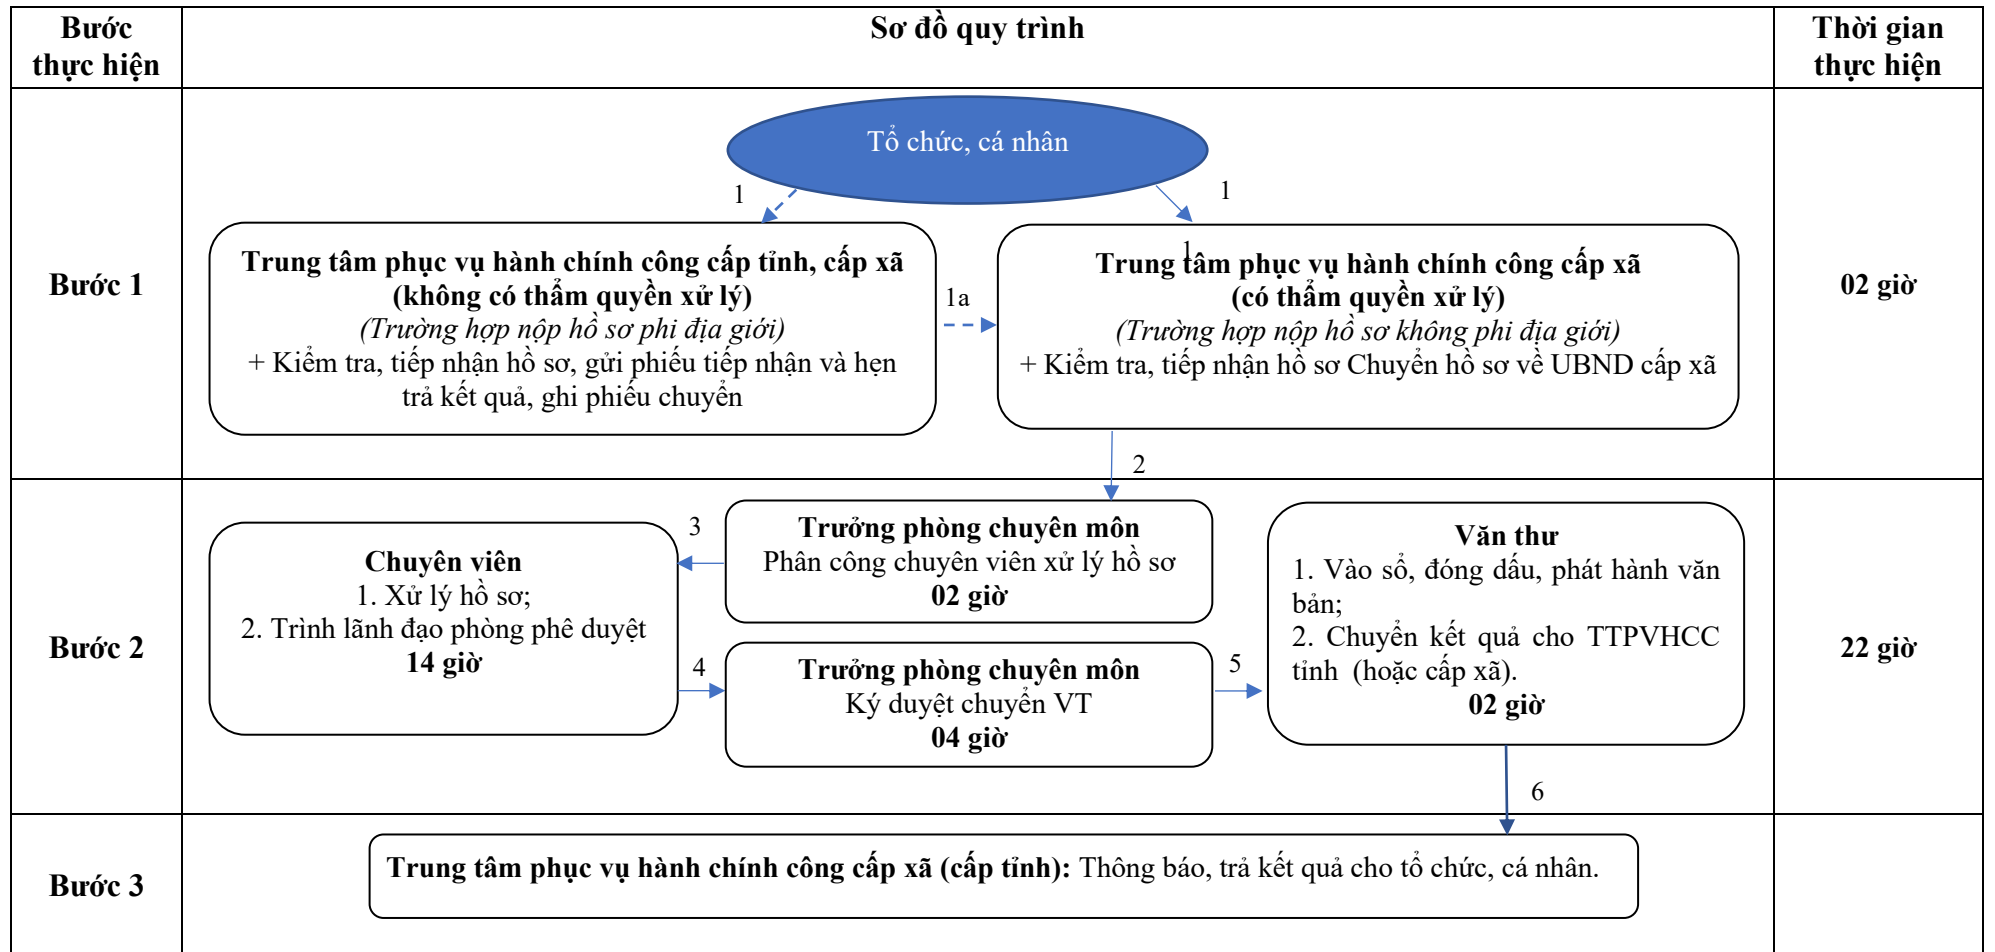 Bước
thực hiện
Sơ đồ quy trình
Thời gian
thực hiện
Bước 1
Tổ chức, cá nhân
1
1
Trung tâm phục vụ hành chính công cấp tỉnh, cấp xã
(không có thẩm quyền xử lý)
(Trường hợp nộp hồ sơ phi địa giới)
+ Kiểm tra, tiếp nhận hồ sơ, gửi phiếu tiếp nhận và hẹn
trả kết quả, ghi phiếu chuyển
1a
1
Trung tâm phục vụ hành chính công cấp xã
(có thẩm quyền xử lý)
(Trường hợp nộp hồ sơ không phi địa giới)
+ Kiểm tra, tiếp nhận hồ sơ Chuyển hồ sơ về UBND cấp xã
02 giờ
2
Bước 2
Chuyên viên
1. Xử lý hồ sơ;
2. Trình lãnh đạo phòng phê duyệt
14 giờ
3
Trưởng phòng chuyên môn
Phân công chuyên viên xử lý hồ sơ
02 giờ
4
Trưởng phòng chuyên môn
Ký duyệt chuyển VT
04 giờ
5
Văn thư
1. Vào sổ, đóng dấu, phát hành văn
bản;
2. Chuyển kết quả cho TTPVHCC
tỉnh (hoặc cấp xã).
02 giờ
22 giờ
6
Bước 3
Trung tâm phục vụ hành chính công cấp xã (cấp tỉnh): Thông báo, trả kết quả cho tổ chức, cá nhân.